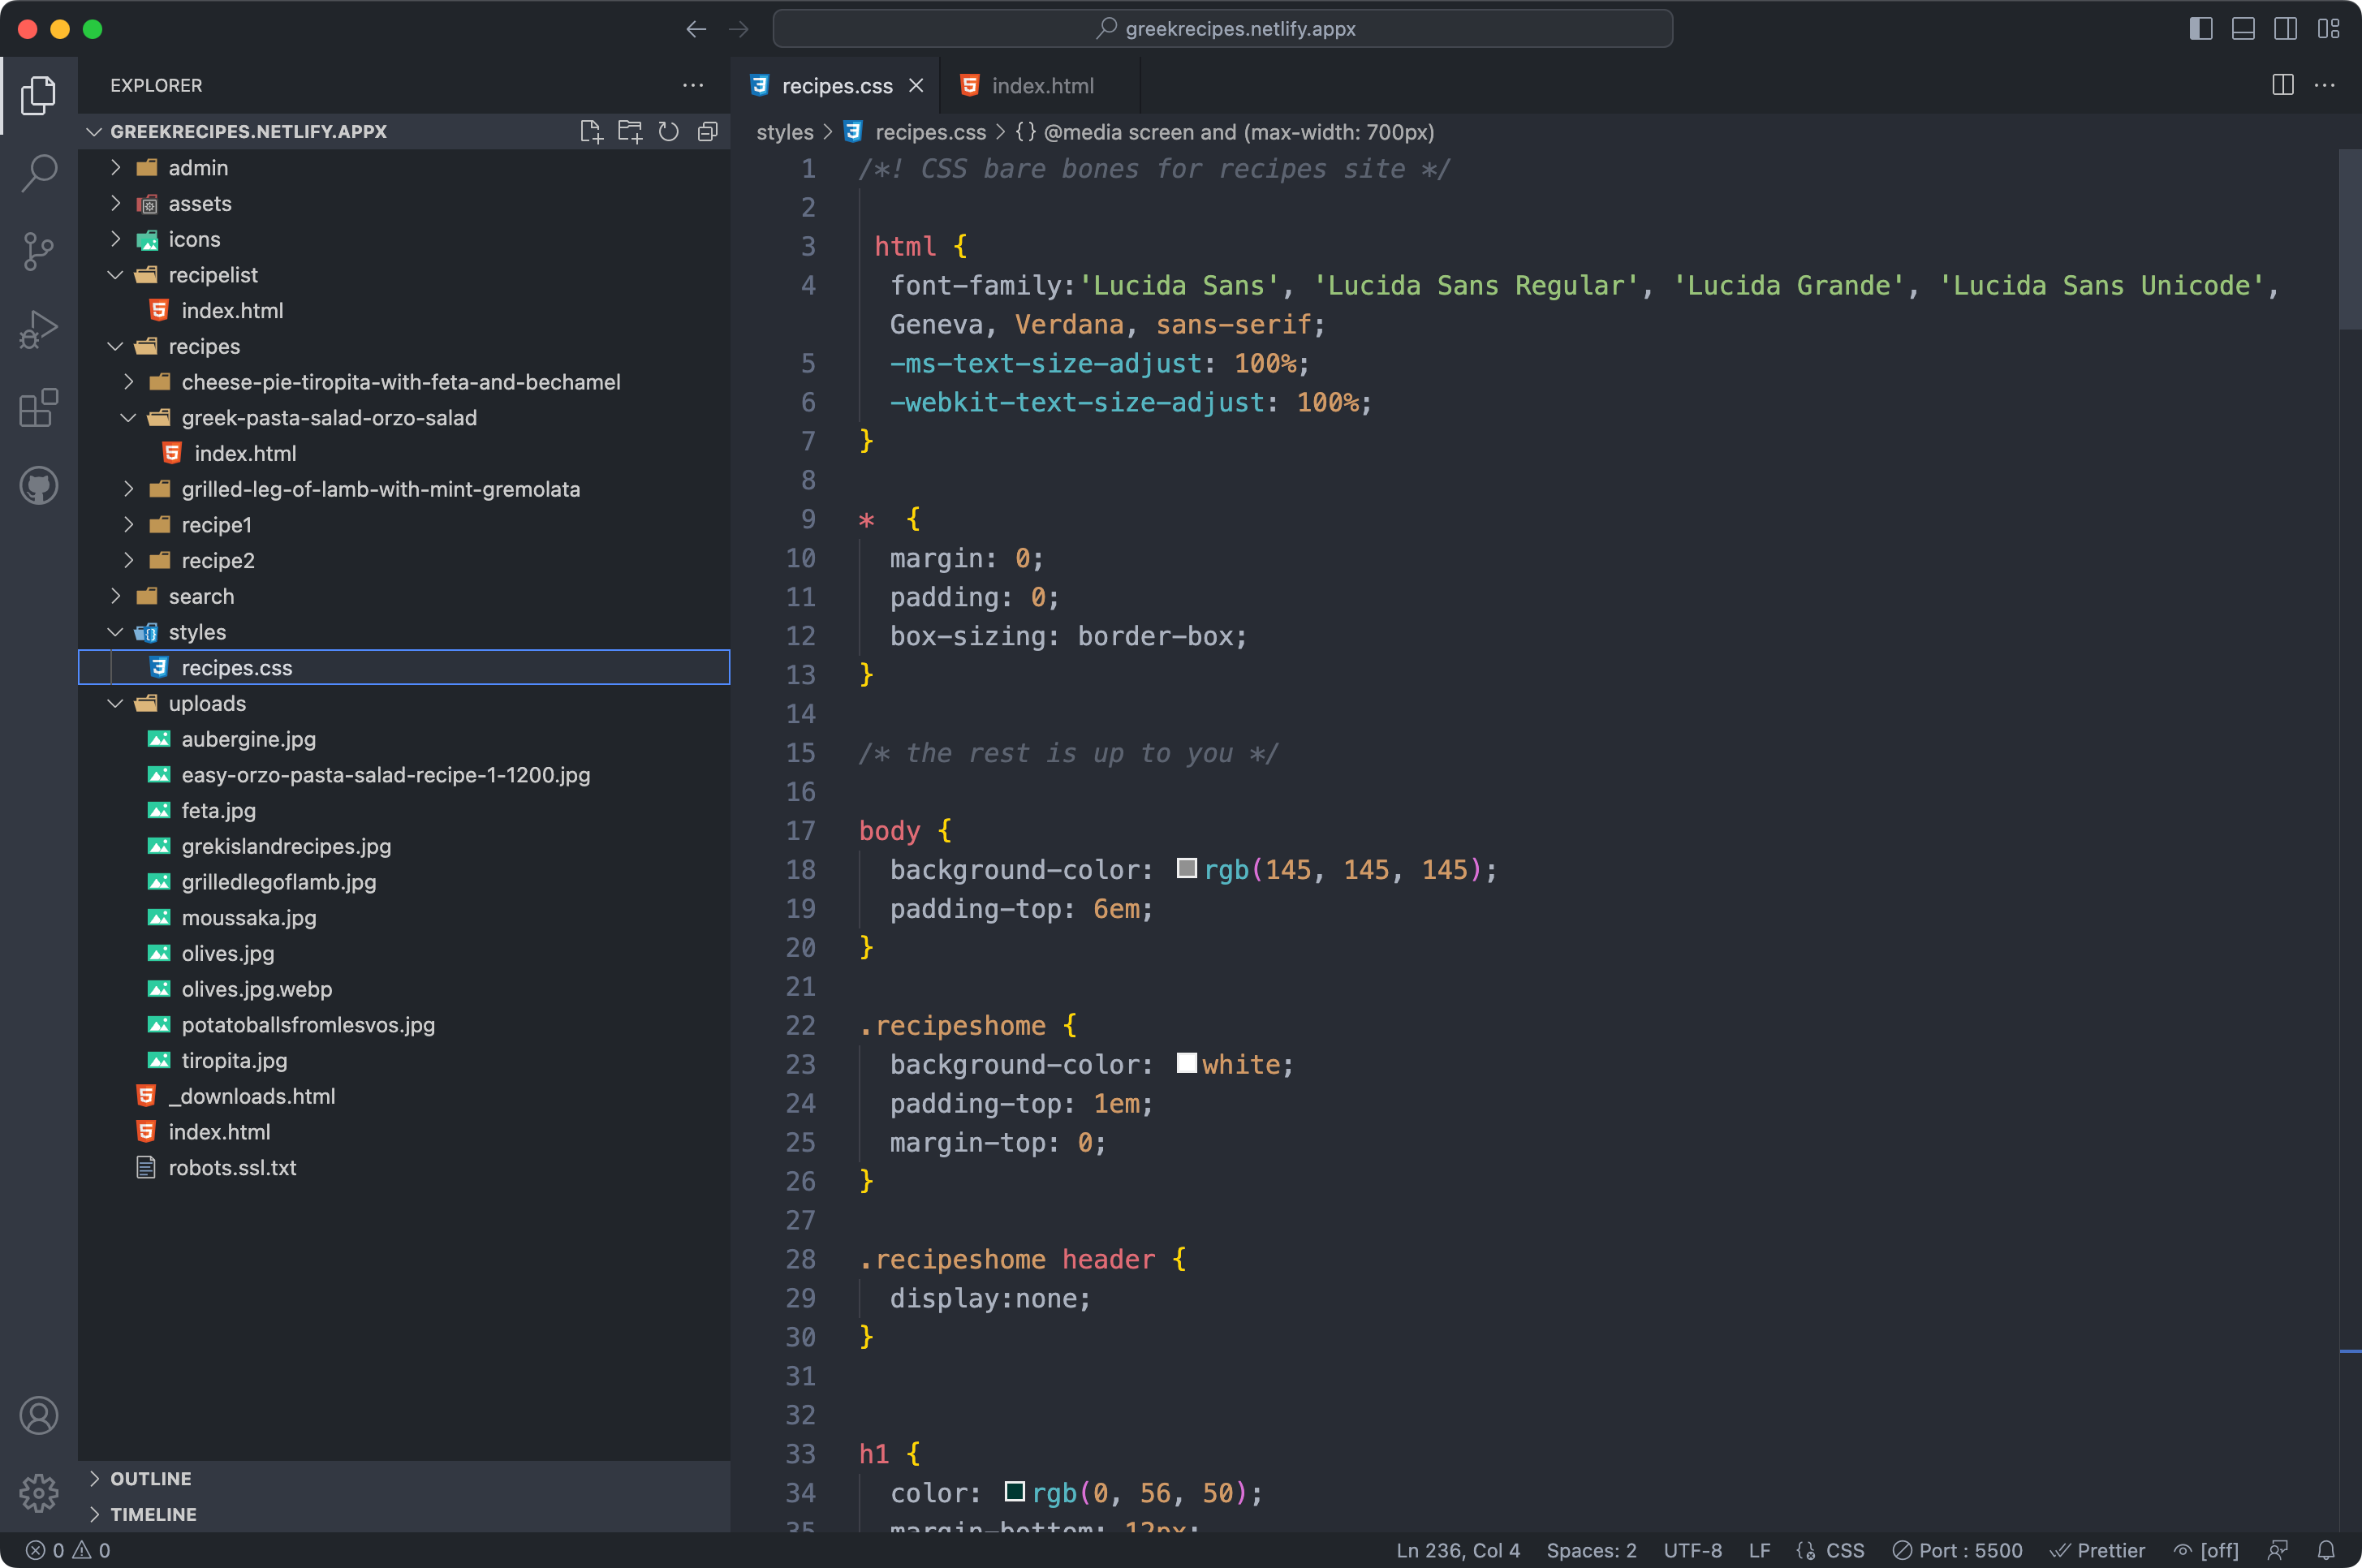 greekrecipes.netlify.appx
EXPLORER
GREEKRECIPES.NETLIFY.APPX
admin
assets
icons
recipelist
index.html
recipes
cheese-pie-tiropita-with-feta-and-bechamel
greek-pasta-salad-orzo-salad
index.html
grilled-leg-of-lamb-with-mint-gremolata
recipe1
recipe2
search
styles
recipes.css
uploads
aubergine.jpg
easy-orzo-pasta-salad-recipe-1-1200.jpg
feta.jpg
grekislandrecipes.jpg
grilledlegoflamb.jpg
moussaka.jpg
olives.jpg
olives.jpg.webp
potatoballsfromlesvos.jpg
tiropita.jpg
_downloads.html
index.html
robots.ssl.txt
OUTLINE
TIMELINE
recipes.css index.html
styles > recipes.css > {} @media screen and (max-width: 700px)
1 /*! CSS bare bones for recipes site */
2
3 html {
4 font-family:'Lucida Sans', 'Lucida Sans Regular', 'Lucida Grande', 'Lucida Sans Unicode',
Geneva, Verdana, sans-serif;
5 -ms-text-size-adjust: 100%;
6 -webkit-text-size-adjust: 100%;
7 }
8
9 * {
10 margin: 0;
11 padding: 0;
12 box-sizing: border-box;
13 }
14
15 /* the rest is up to you */
16
17 body {
18 background-color: rgb(145, 145, 145);
19 padding-top: 6em;
20 }
21
22 .recipeshome {
23 background-color: white;
24 padding-top: 1em;
25 margin-top: 0;
26 }
27
28 .recipeshome header {
29 display:none;
30 }
31
32
33 h1 {
34 color: rgb(0, 56, 50);
35 margin-bottom: 12px;
0 0 Ln 236, Col 4 Spaces: 2 UTF-8 LF CSS Port : 5500 Prettier [off]